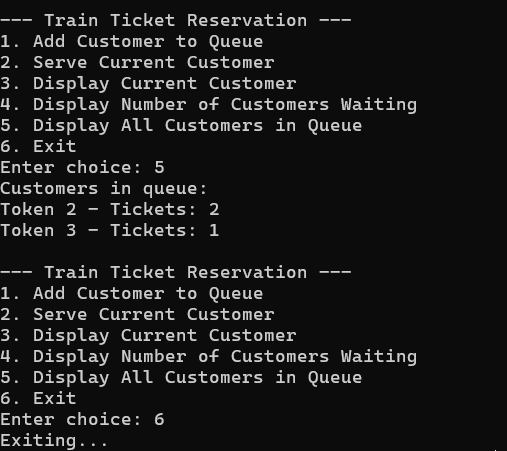 --- Train Ticket Reservation ---
1. Add Customer to Queue
2. Serve Current Customer
3. Display Current Customer
4. Display Number of Customers Waiting
5. Display All Customers in Queue
6. Exit
Enter choice: 5
Customers in queue:
Token 2 - Tickets: 2
Token 3 - Tickets: 1

--- Train Ticket Reservation ---
1. Add Customer to Queue
2. Serve Current Customer
3. Display Current Customer
4. Display Number of Customers Waiting
5. Display All Customers in Queue
6. Exit
Enter choice: 6
Exiting...